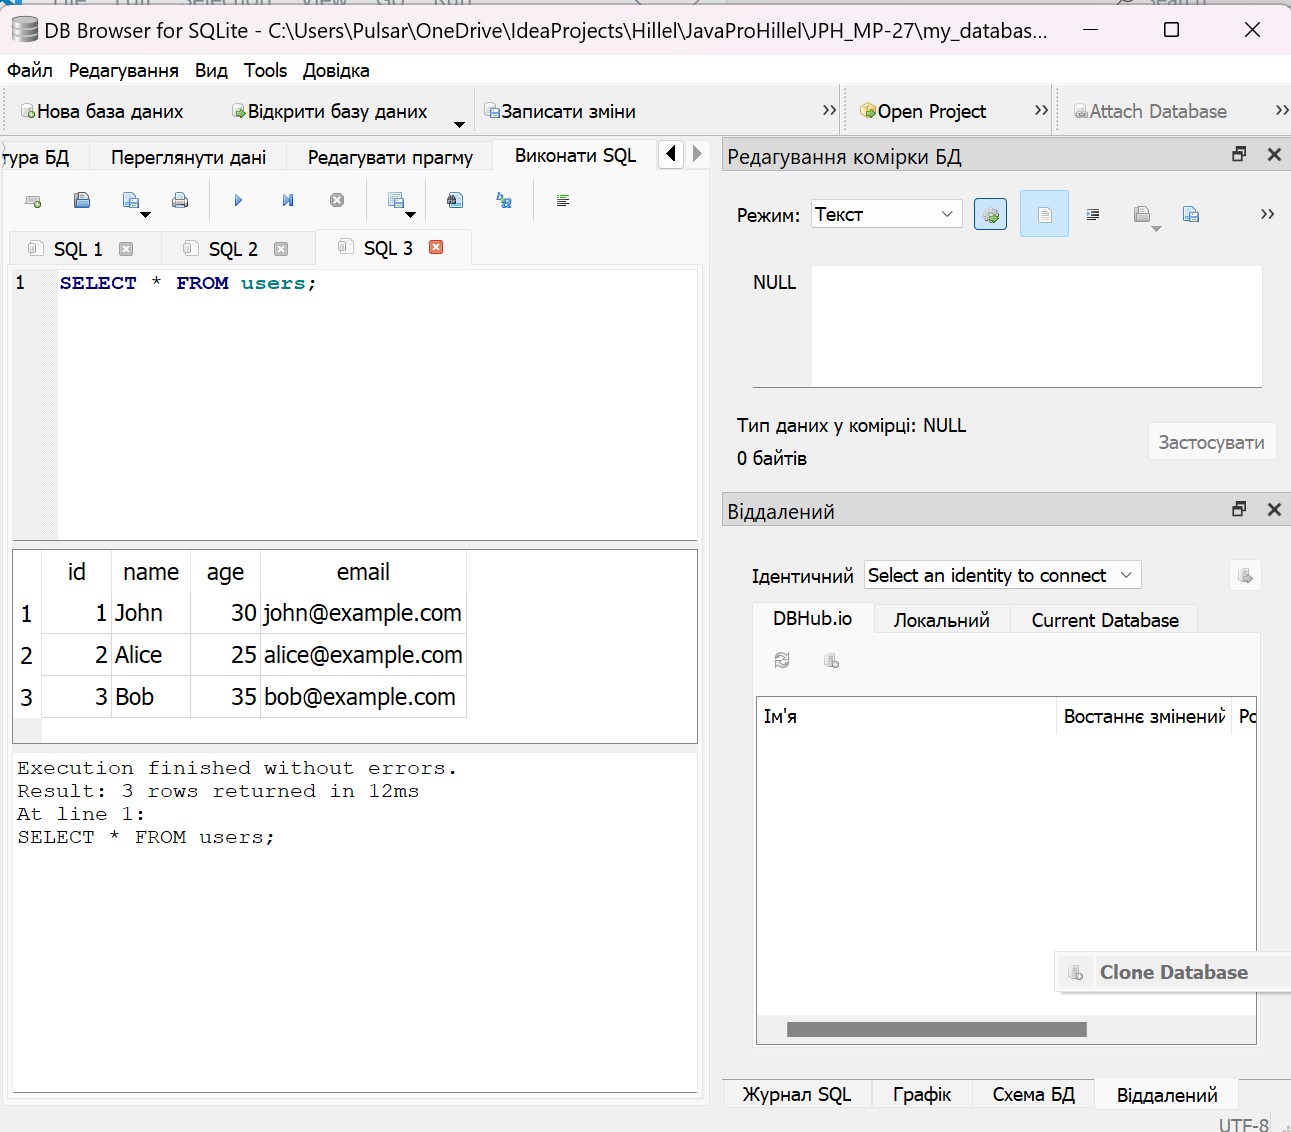 DB Browser for SQLite - C:\Users\Pulsar\OneDrive\IdeaProjects\Hillel\JavaProHillel\JPH_MP-27\my_databas...
Файл Редагування Вид Tools Довідка
Нова база даних Відкрити базу даних Записати зміни >> Open Project >> Attach Database >>
тура БД Переглянути дані Редагувати прагму Виконати SQL
SQL 1 SQL 2 SQL 3
1 SELECT * FROM users;
id name age email
1 1 John 30 john@example.com
2 2 Alice 25 alice@example.com
3 3 Bob 35 bob@example.com
Execution finished without errors.
Result: 3 rows returned in 12ms
At line 1:
SELECT * FROM users;
Редагування комірки БД
Режим: Текст >>
NULL
Тип даних у комірці: NULL
0 байтів
Застосувати
Віддалений
Ідентичний Select an identity to connect
DBHub.io Локальний Current Database
Ім'я Востаннє змінений Рс
Clone Database
Журнал SQL Графік Схема БД Віддалений
UTF-8